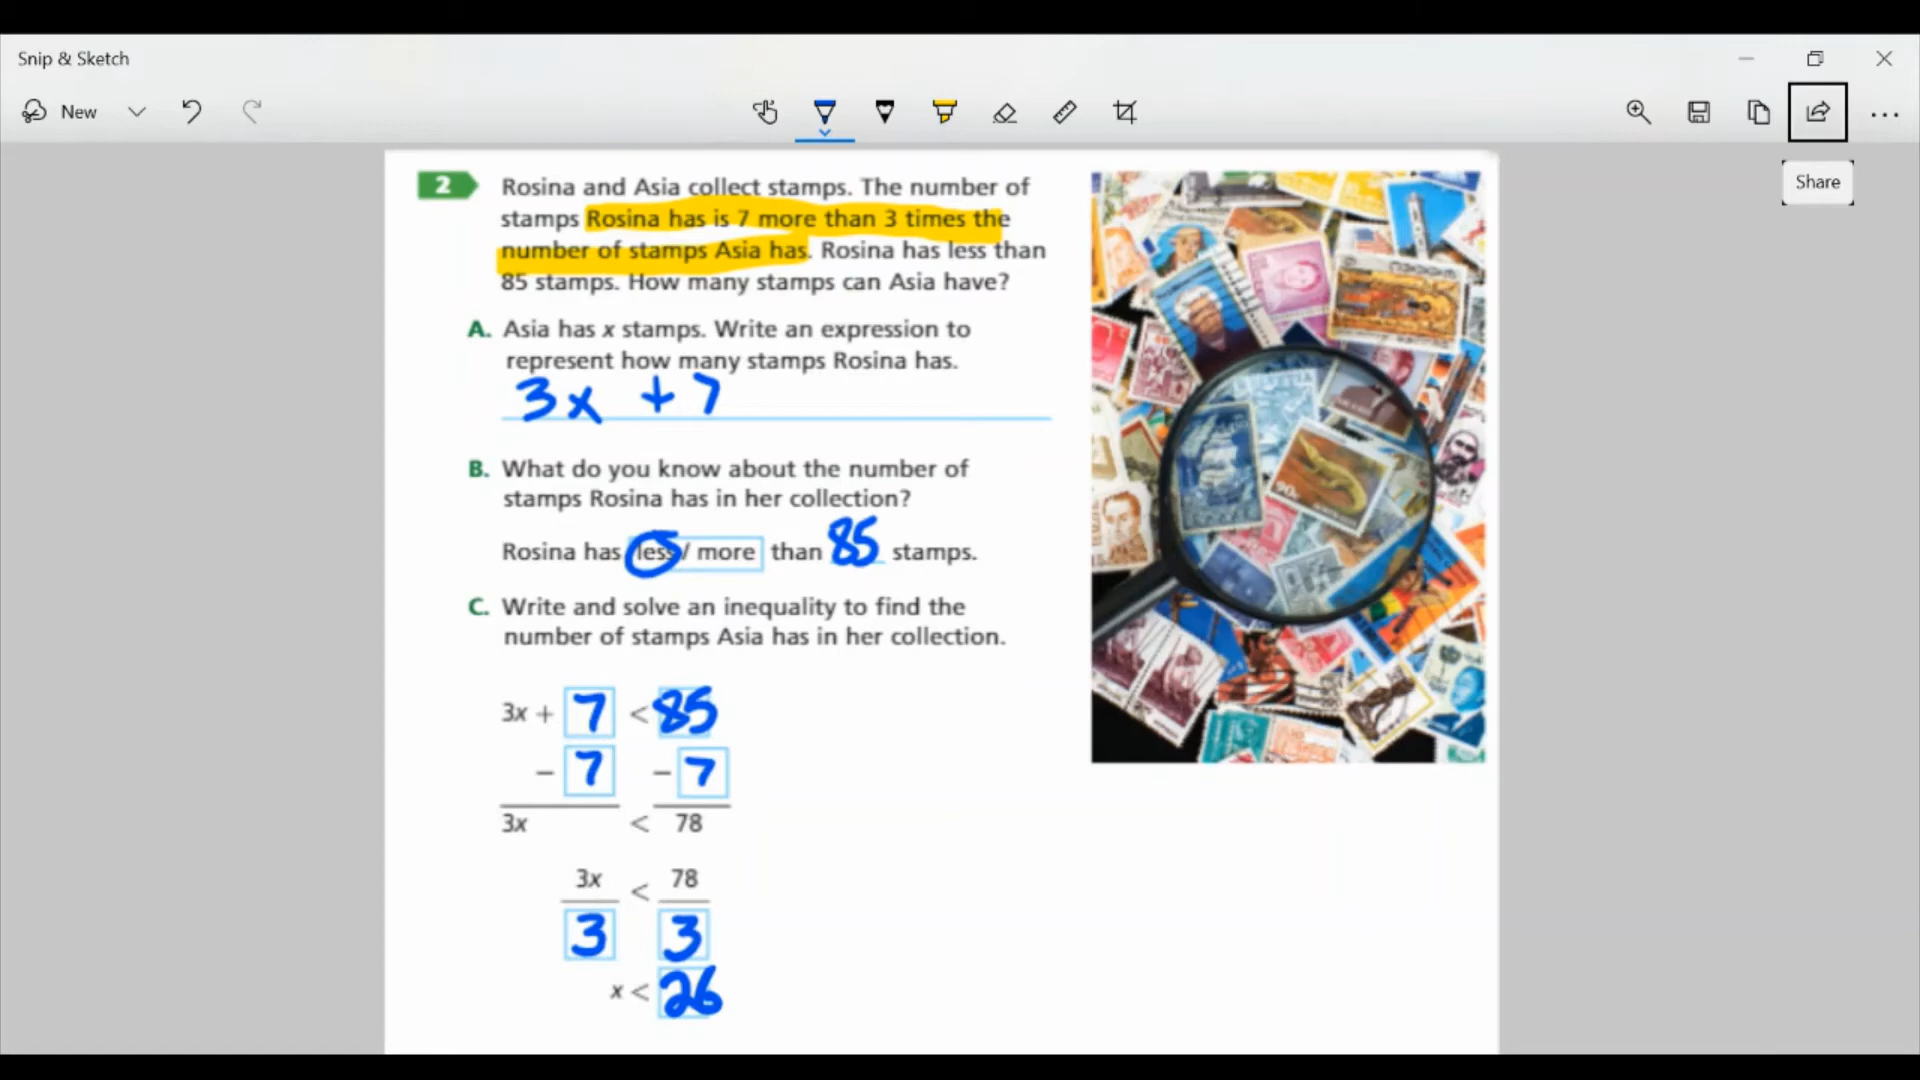 Snip & Sketch
New
Share
2
Rosina and Asia collect stamps. The number of
stamps Rosina has is 7 more than 3 times the
number of stamps Asia has. Rosina has less than
85 stamps. How many stamps can Asia have?
A. Asia has x stamps. Write an expression to
represent how many stamps Rosina has.
3x + 7
B. What do you know about the number of
stamps Rosina has in her collection?
Rosina has less / more than 85 stamps.
C. Write and solve an inequality to find the
number of stamps Asia has in her collection.
3x + 7 < 85
- 7 - 7
3x < 78
3x < 78
3 3
x < 26